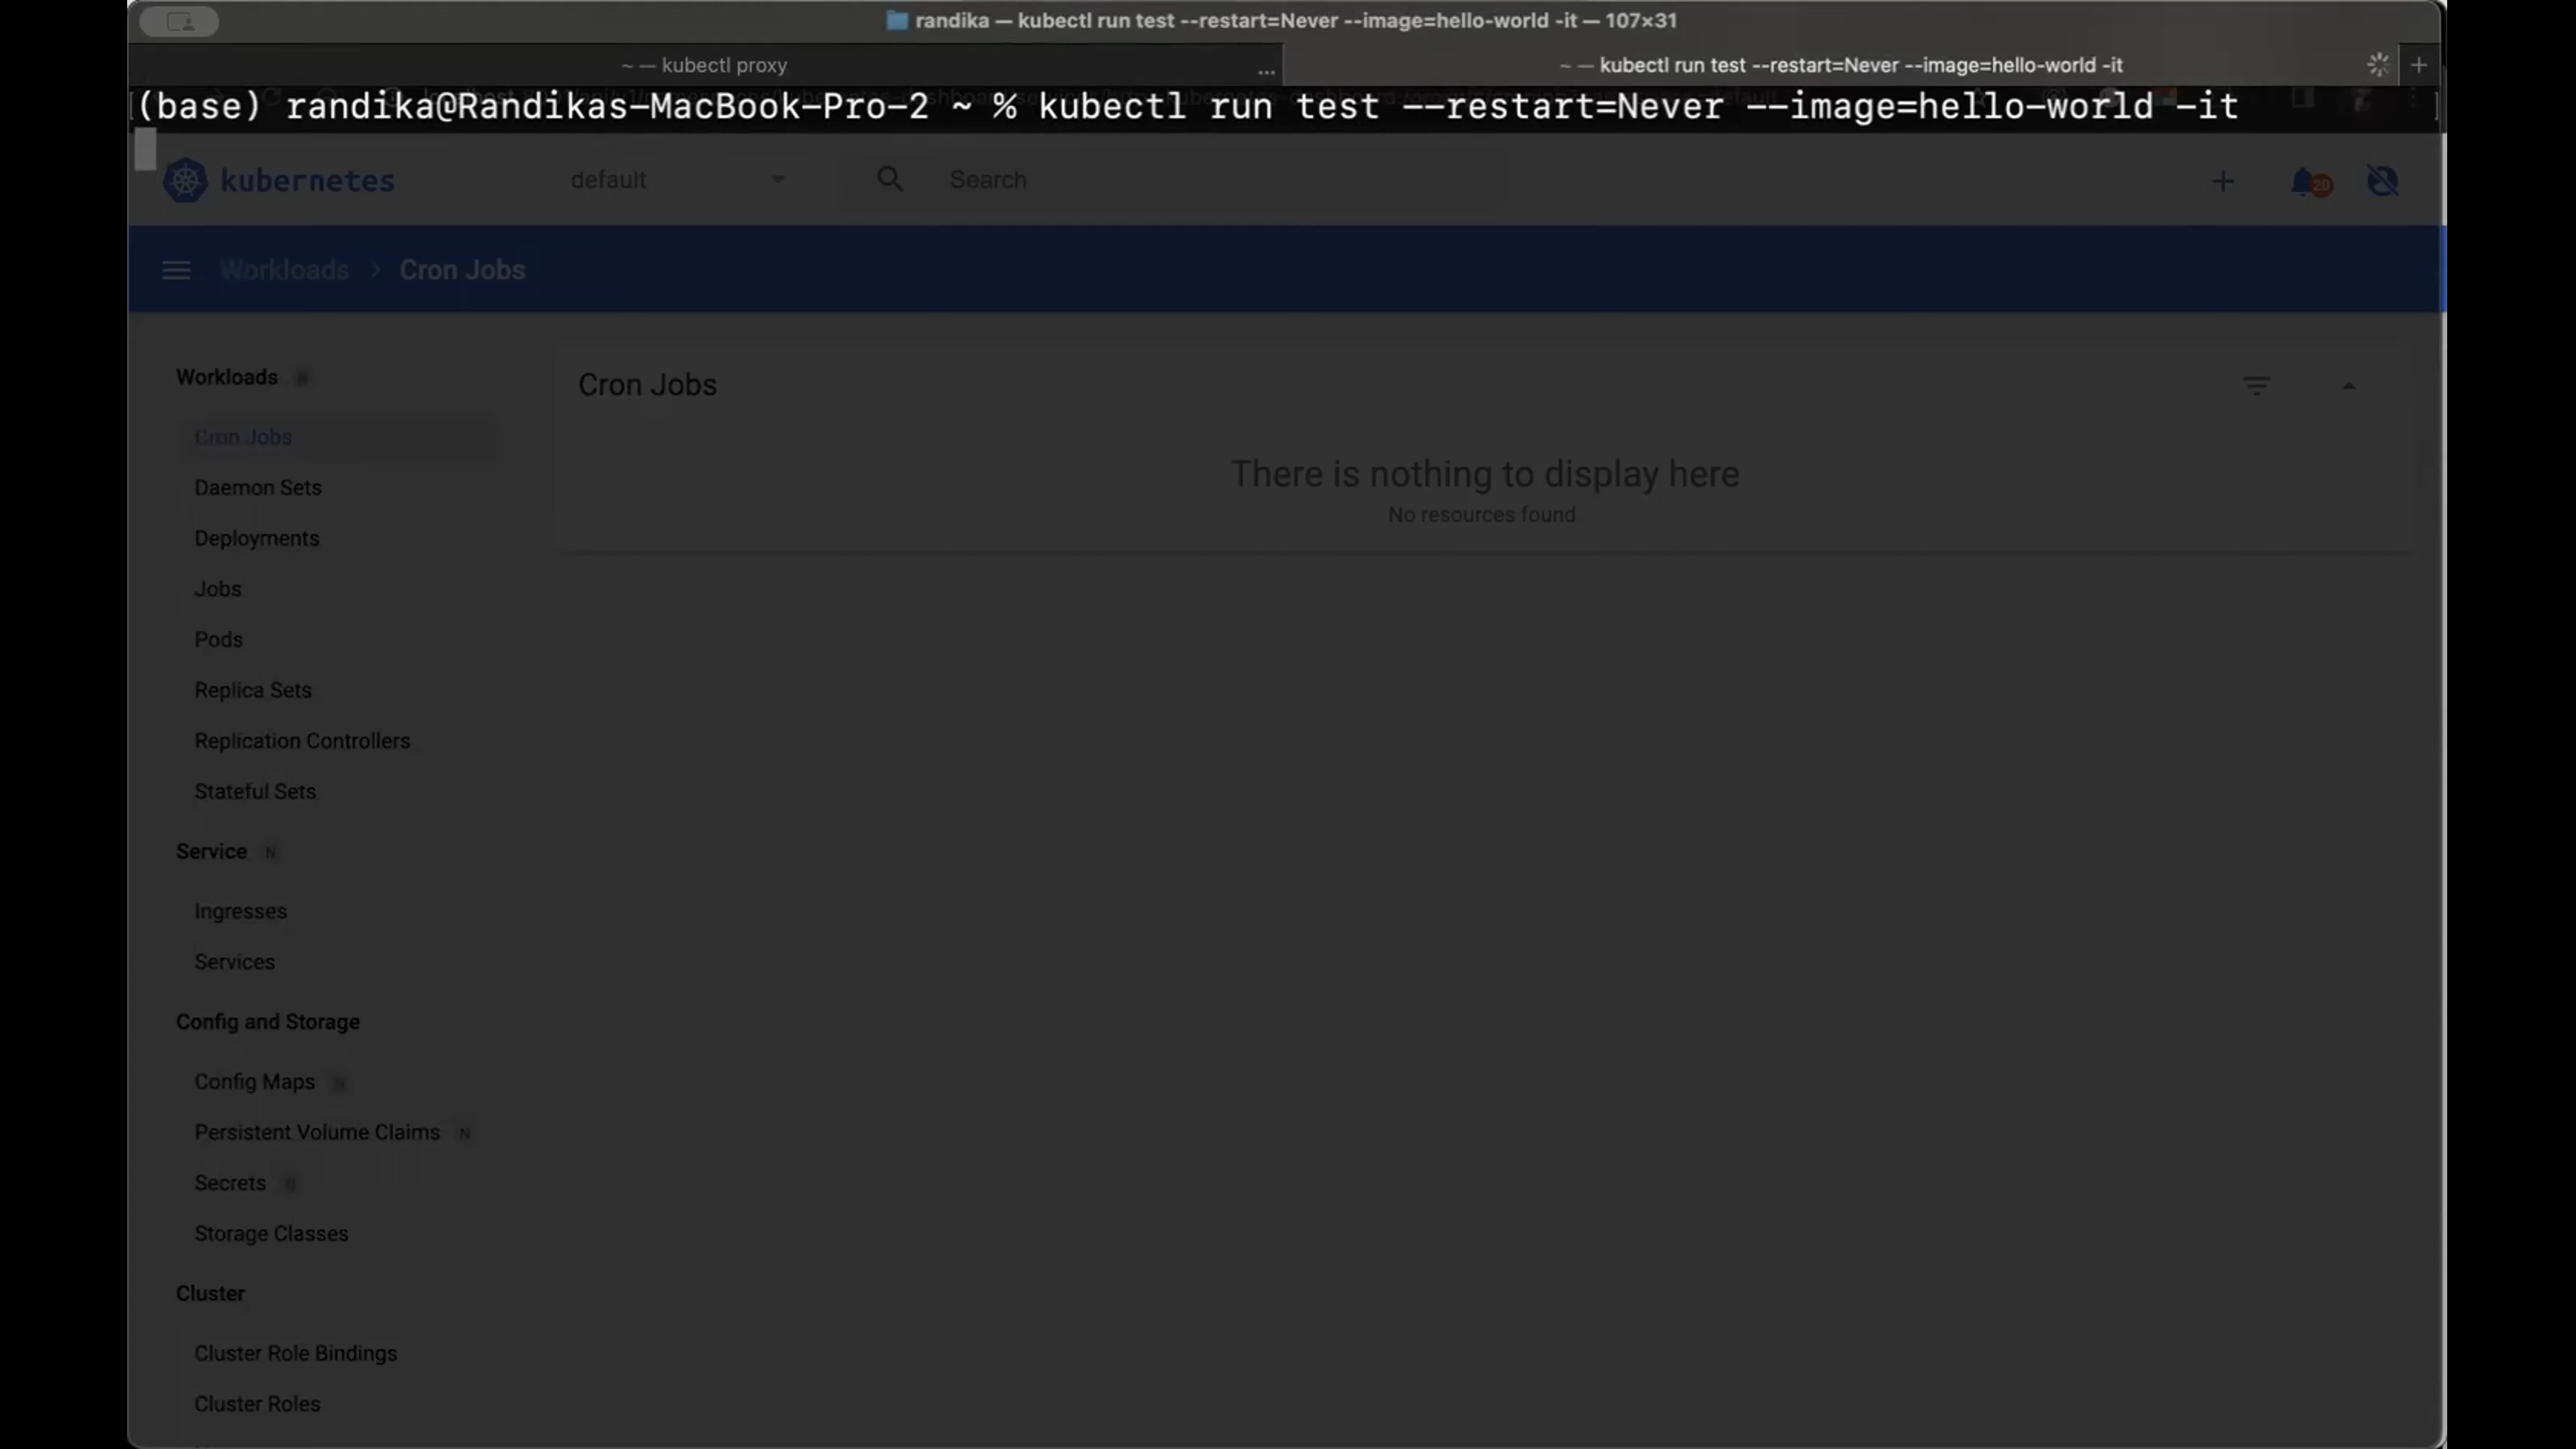 randika — kubectl run test --restart=Never --image=hello-world -it — 107×31
~ — kubectl proxy
...
~ — kubectl run test --restart=Never --image=hello-world -it
(base) randika@Randikas-MacBook-Pro-2 ~ % kubectl run test --restart=Never --image=hello-world -it
kubernetes
default
Search
20
Workloads > Cron Jobs
Workloads N
Cron Jobs
Daemon Sets
Deployments
Jobs
Pods
Replica Sets
Replication Controllers
Stateful Sets
Service N
Ingresses
Services
Config and Storage
Config Maps N
Persistent Volume Claims N
Secrets N
Storage Classes
Cluster
Cluster Role Bindings
Cluster Roles
Cron Jobs
There is nothing to display here
No resources found